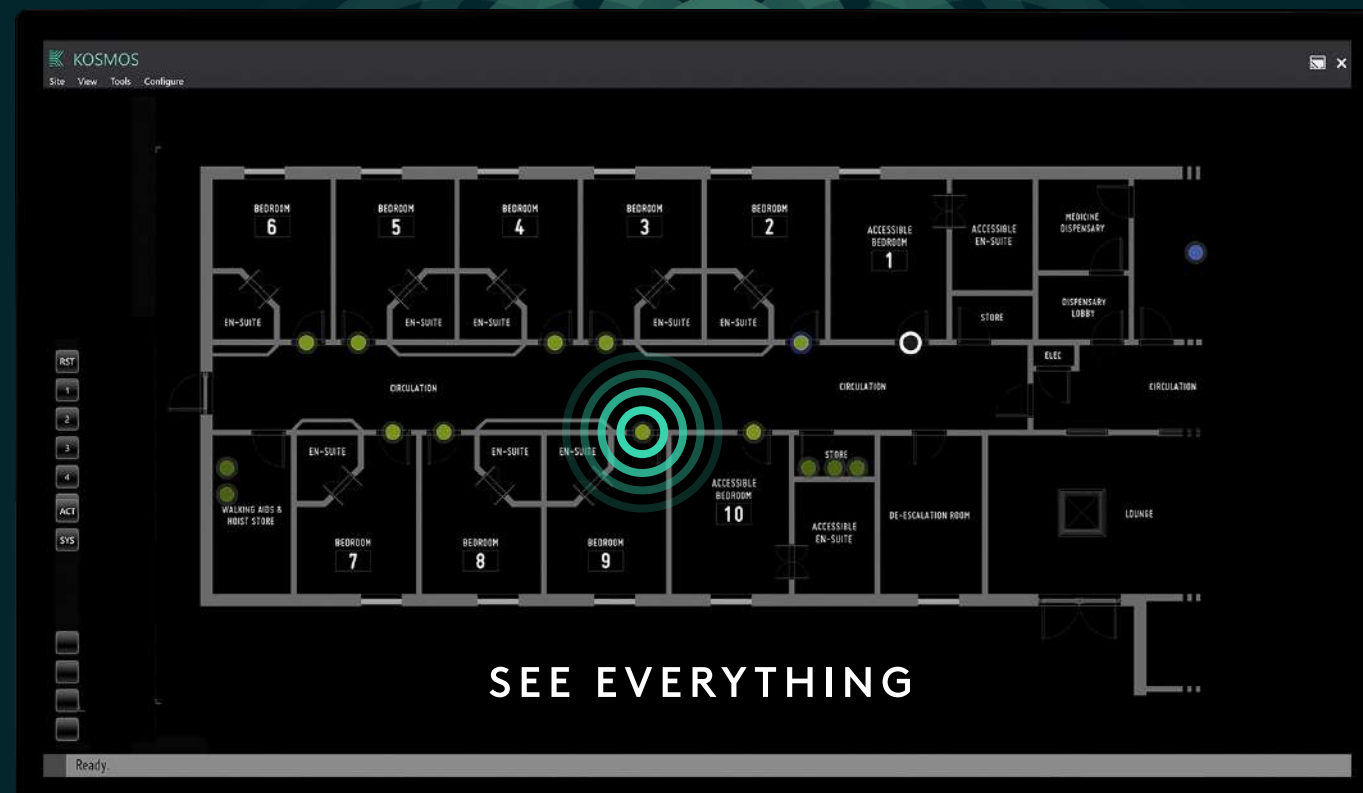 KOSMOS
Site View Tools Configure
BEDROOM
6
BEDROOM
5
BEDROOM
4
BEDROOM
3
BEDROOM
2
ACCESSIBLE
BEDROOM
1
ACCESSIBLE
EN-SUITE
MEDICINE
DISPENSARY
EN-SUITE
EN-SUITE
EN-SUITE
EN-SUITE
EN-SUITE
STORE
DISPENSARY
LOBBY
ELEC
RST
1
2
3
4
ACT
SYS
CIRCULATION
CIRCULATION
CIRCULATION
EN-SUITE
EN-SUITE
EN-SUITE
STORE
WALKING AIDS &
HOIST STORE
BEDROOM
7
BEDROOM
8
BEDROOM
9
ACCESSIBLE
BEDROOM
10
ACCESSIBLE
EN-SUITE
DE-ESCALATION ROOM
LOUNGE
SEE EVERYTHING
Ready.